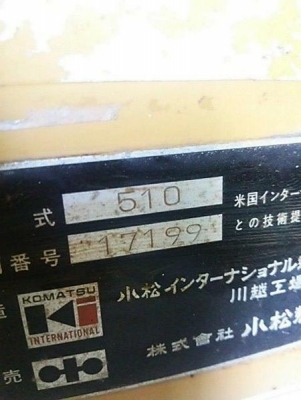 式 510 米国インター
番号 17199 との技術提
小松インターナショナル
川越工場
KOMATSU
INTERNATIONAL
売 株式会社 小松